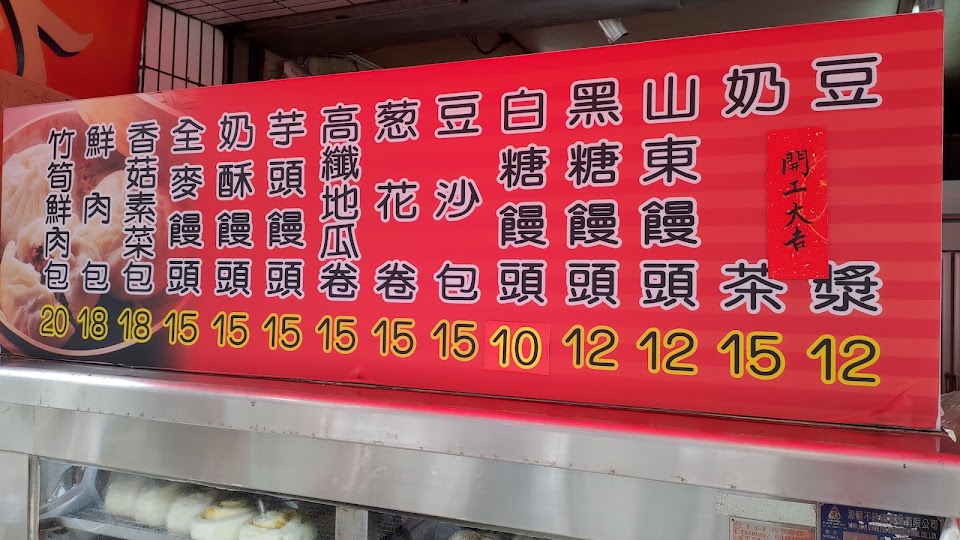 豆漿 12
奶茶 15
山東饅頭 12
黑糖饅頭 12
白糖饅頭 10
豆沙包 15
葱花卷 15
高纖地瓜卷 15
芋頭饅頭 15
奶酥饅頭 15
全麥饅頭 15
香菇素菜包 18
鮮肉包 18
竹筍鮮肉包 20
開工大吉